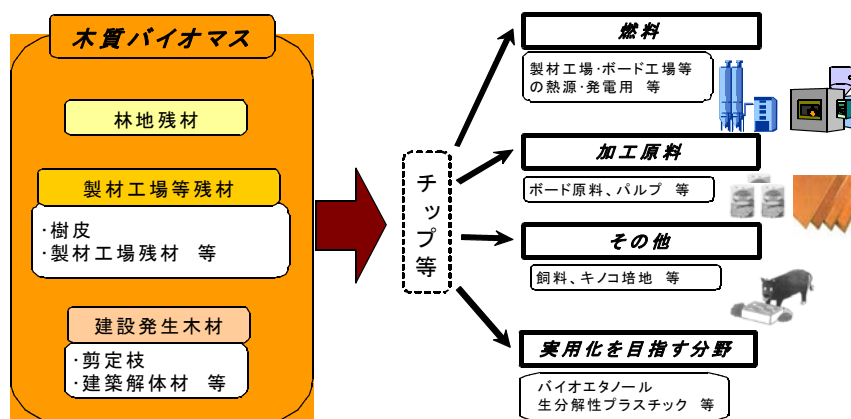 木質バイオマス
林地残材
製材工場等残材
・樹皮
・製材工場残材 等
建設発生木材
・剪定枝
・建築解体材 等
チップ等
燃料
製材工場・ボード工場等
の熱源・発電用 等
加工原料
ボード原料、パルプ 等
その他
飼料、キノコ培地 等
実用化を目指す分野
バイオエタノール
生分解性プラスチック 等